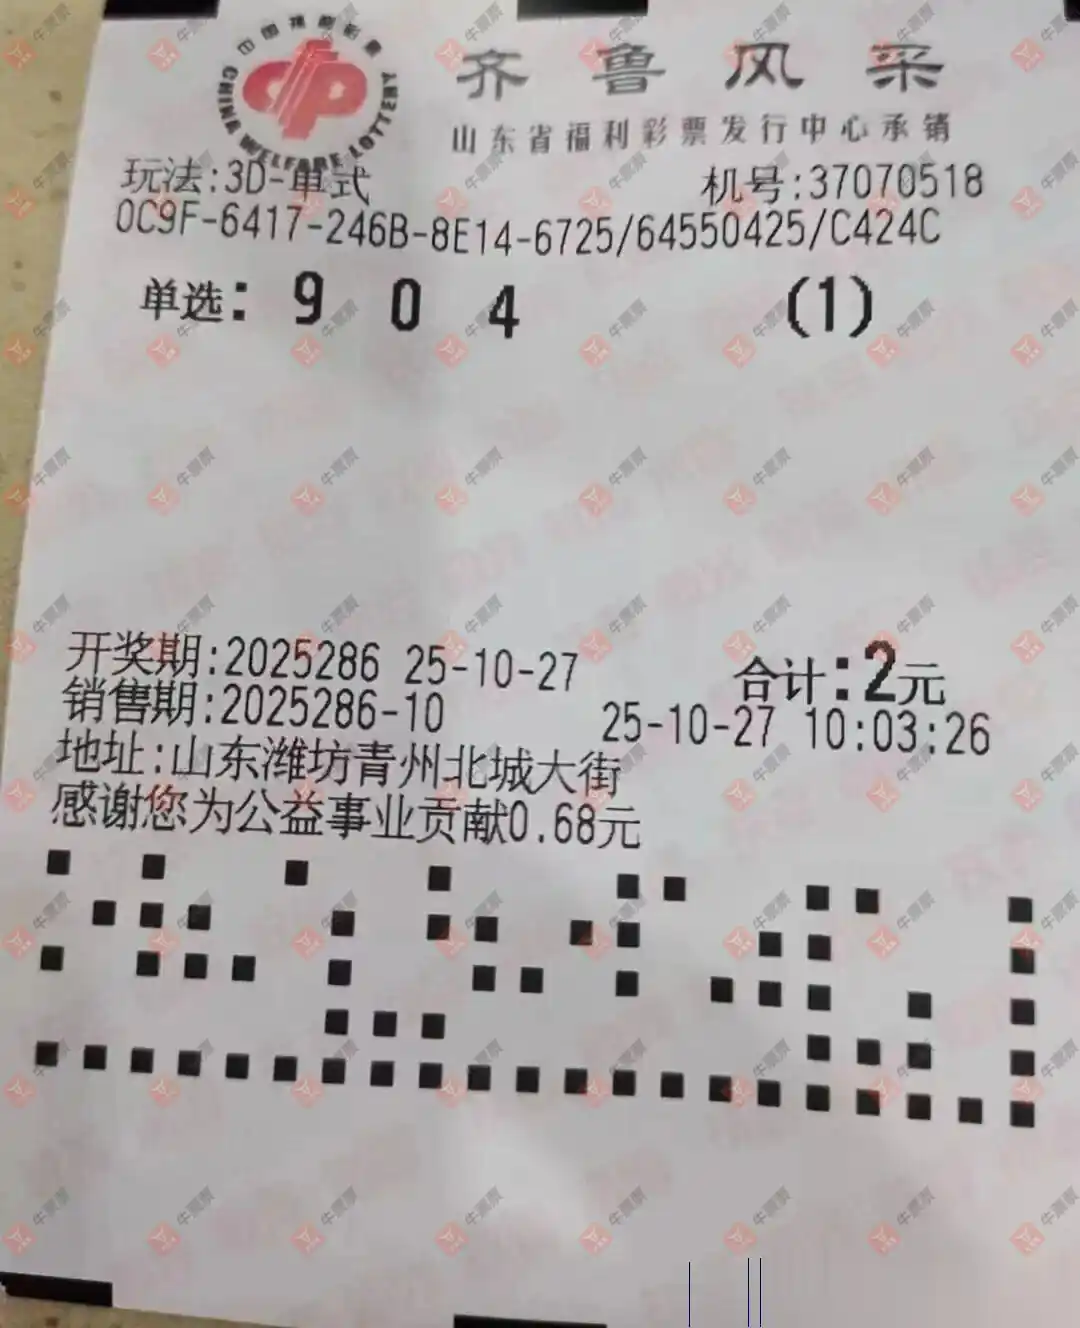 中国福利彩票
CHINA WELFARE LOTTERY
齐鲁风采
山东省福利彩票发行中心承销
玩法:3D-单式 机号:37070518
0C9F-6417-246B-8E14-6725/64550425/C424C
单选: 9 0 4 (1)
开奖期:2025286 25-10-27 合计:2元
销售期:2025286-10 25-10-27 10:03:26
地址:山东潍坊青州北城大街
感谢您为公益事业贡献0.68元
牛票票